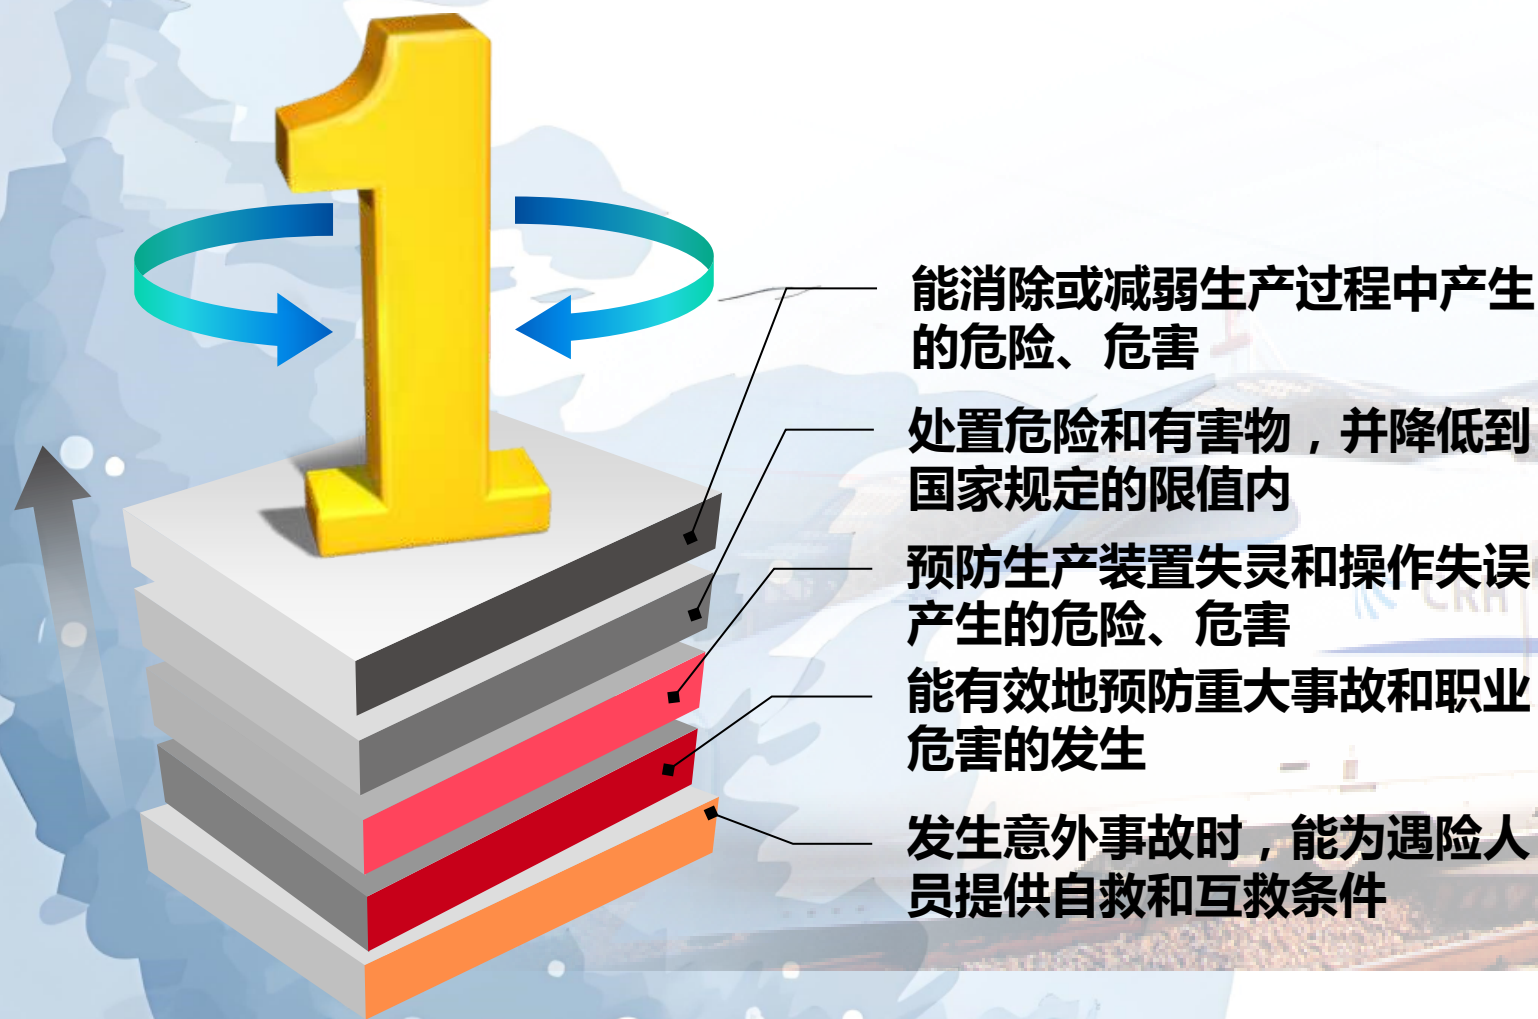 1
能消除或减弱生产过程中产生
的危险、危害
处置危险和有害物，并降低到
国家规定的限值内
预防生产装置失灵和操作失误
产生的危险、危害
CRH
能有效地预防重大事故和职业
危害的发生
发生意外事故时，能为遇险人
员提供自救和互救条件